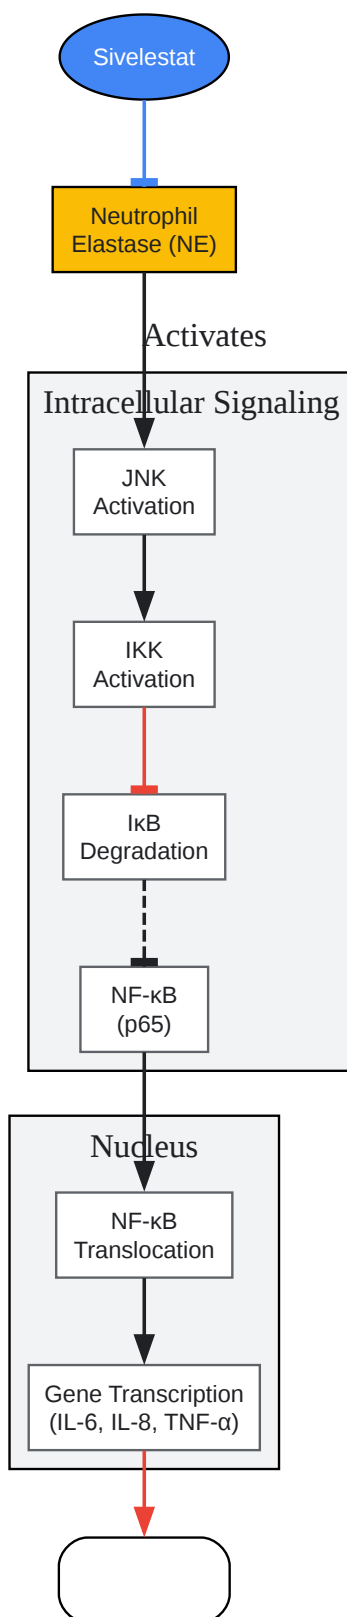 Sivelestat
Neutrophil
Elastase (NE)
Activates
Intracellular Signaling
JNK
Activation
IKK
Activation
IκB
Degradation
NF-κB
(p65)
Nucleus
NF-κB
Translocation
Gene Transcription
(IL-6, IL-8, TNF-α)